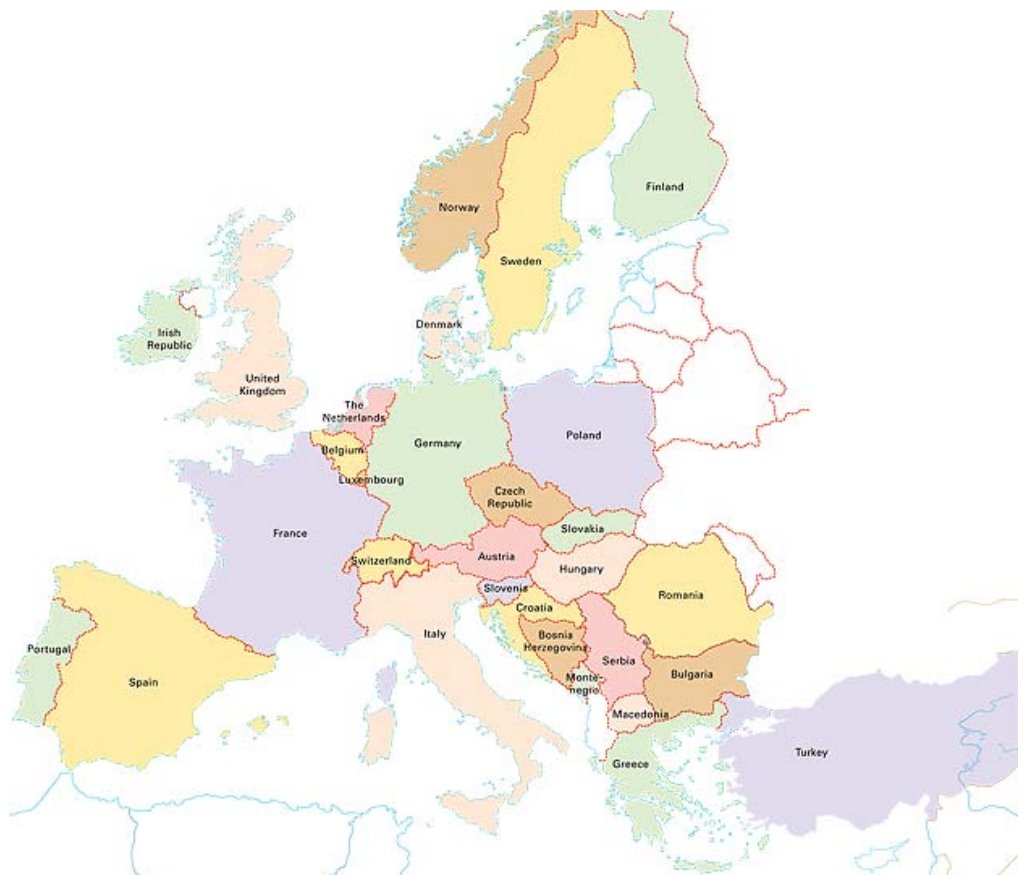 Finland
Norway
Sweden
Denmark
Irish
Republic
United
Kingdom
The
Netherlands
Belgium
Luxembourg
Germany
Poland
Czech
Republic
Slovakia
France
Switzerland
Austria
Hungary
Slovenia
Croatia
Romania
Italy
Bosnia
Herzegovina
Serbia
Monte-
negro
Bulgaria
Macedonia
Portugal
Spain
Greece
Turkey